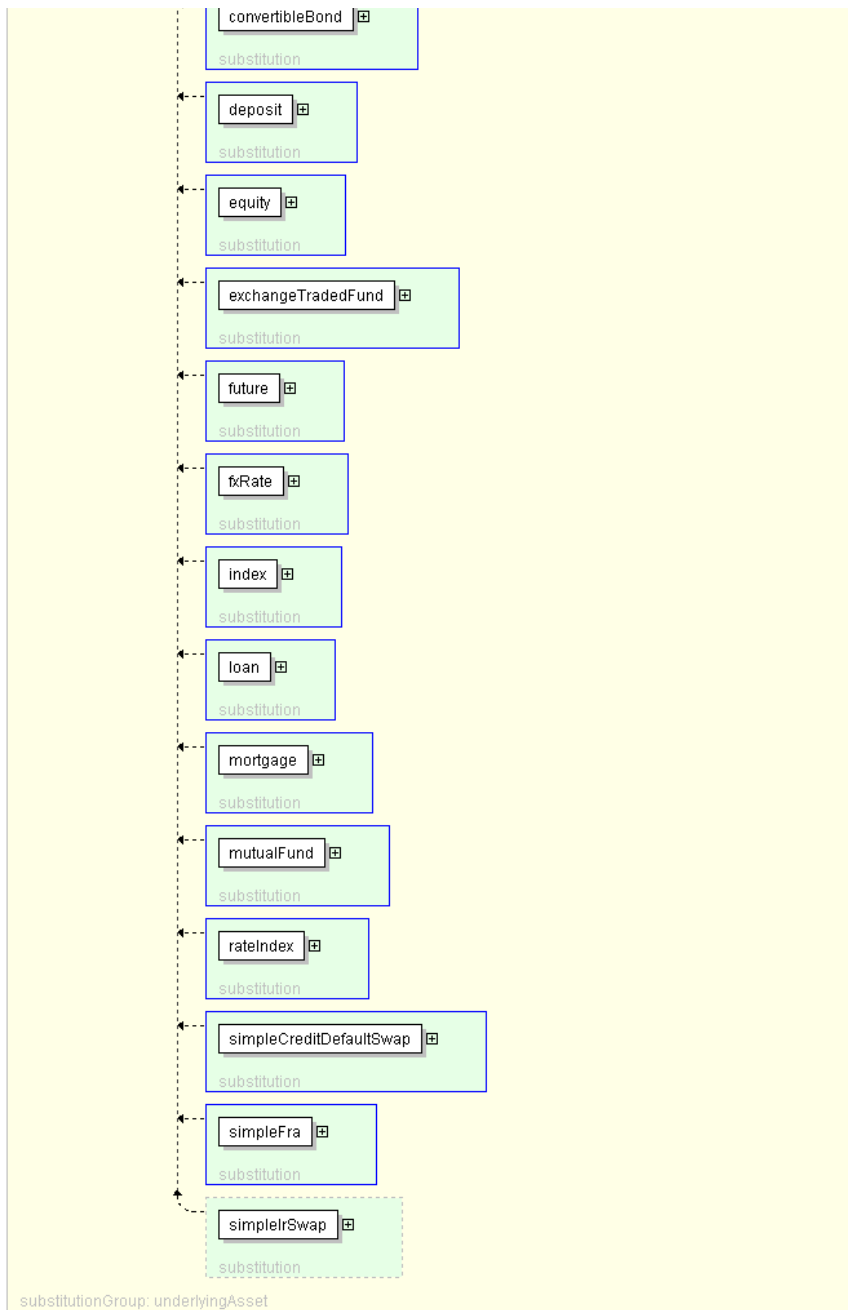 convertibleBond
substitution
deposit
substitution
equity
substitution
exchangeTradedFund
substitution
future
substitution
fxRate
substitution
index
substitution
loan
substitution
mortgage
substitution
mutualFund
substitution
rateIndex
substitution
simpleCreditDefaultSwap
substitution
simpleFra
substitution
simpleIrSwap
substitution
substitutionGroup: underlyingAsset